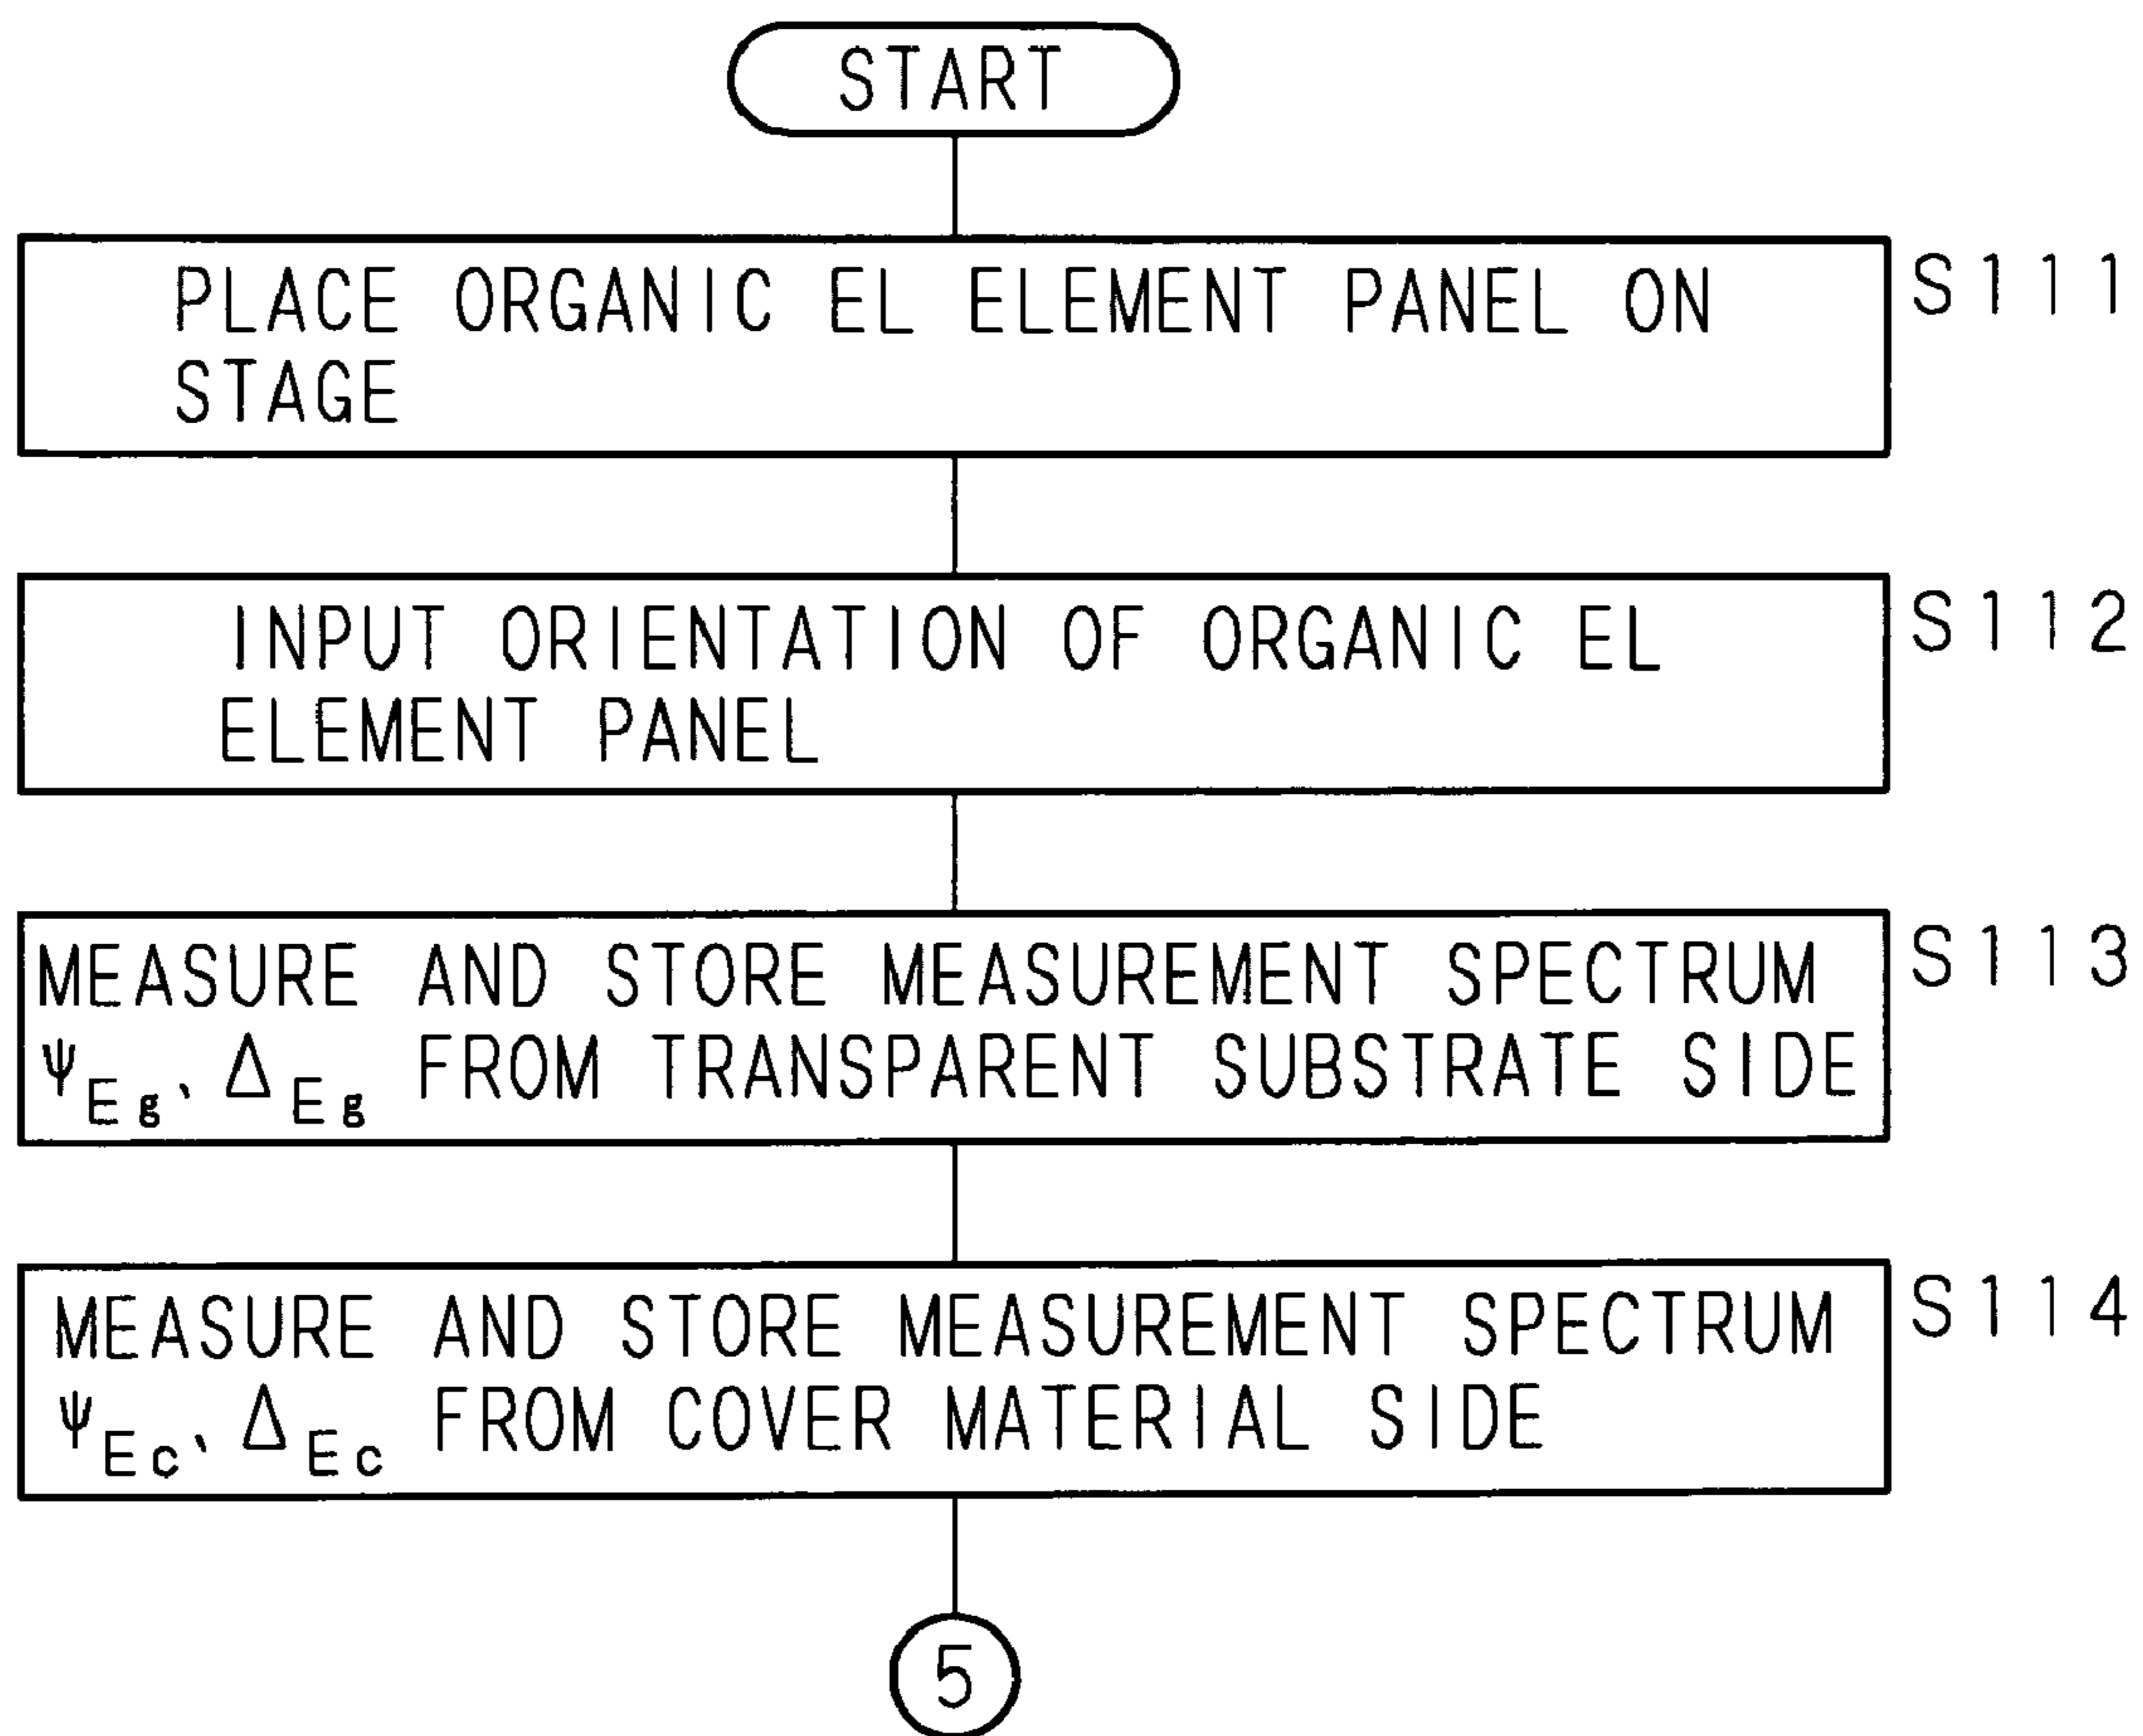 START
PLACE ORGANIC EL ELEMENT PANEL ON
STAGE
S111
INPUT ORIENTATION OF ORGANIC EL
ELEMENT PANEL
S112
MEASURE AND STORE MEASUREMENT SPECTRUM
ΨEg、ΔEg FROM TRANSPARENT SUBSTRATE SIDE
S113
MEASURE AND STORE MEASUREMENT SPECTRUM
ΨEc、ΔEc FROM COVER MATERIAL SIDE
S114
5